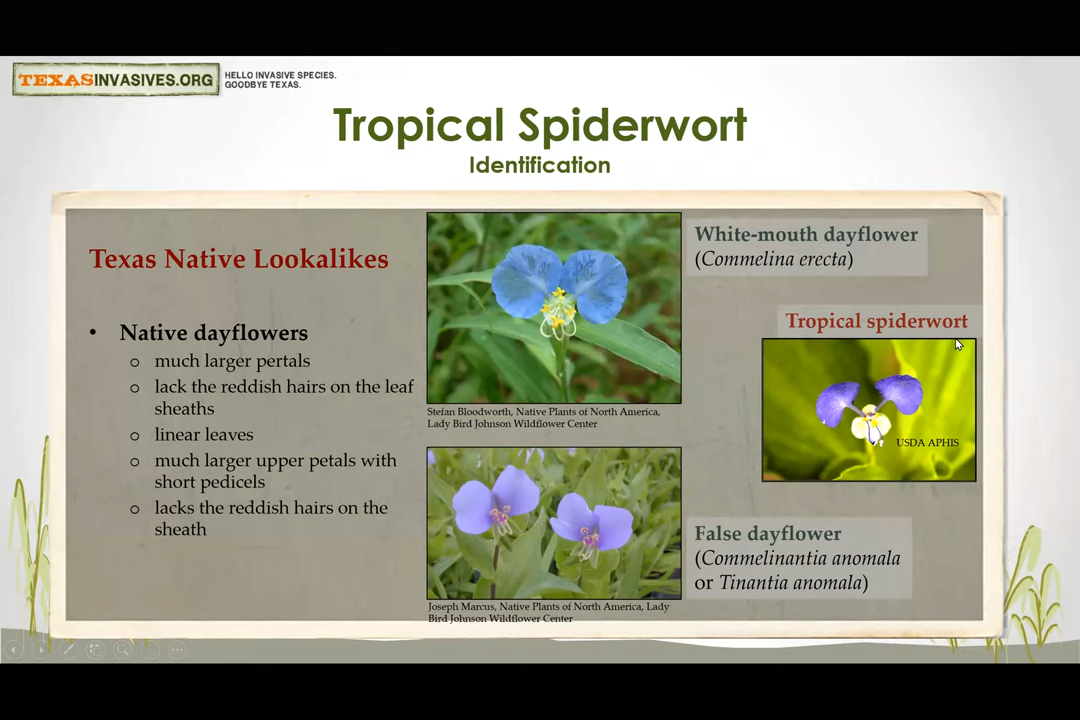 TEXASINVASIVES.ORG
HELLO INVASIVE SPECIES.
GOODBYE TEXAS.
Tropical Spiderwort
Identification
Texas Native Lookalikes
• Native dayflowers
o much larger pertals
o lack the reddish hairs on the leaf
sheaths
o linear leaves
o much larger upper petals with
short pedicels
o lacks the reddish hairs on the
sheath
Stefan Bloodworth, Native Plants of North America,
Lady Bird Johnson Wildflower Center
Joseph Marcus, Native Plants of North America, Lady
Bird Johnson Wildflower Center
White-mouth dayflower
(Commelina erecta)
Tropical spiderwort
USDA APHIS
False dayflower
(Commelinantia anomala
or Tinantia anomala)